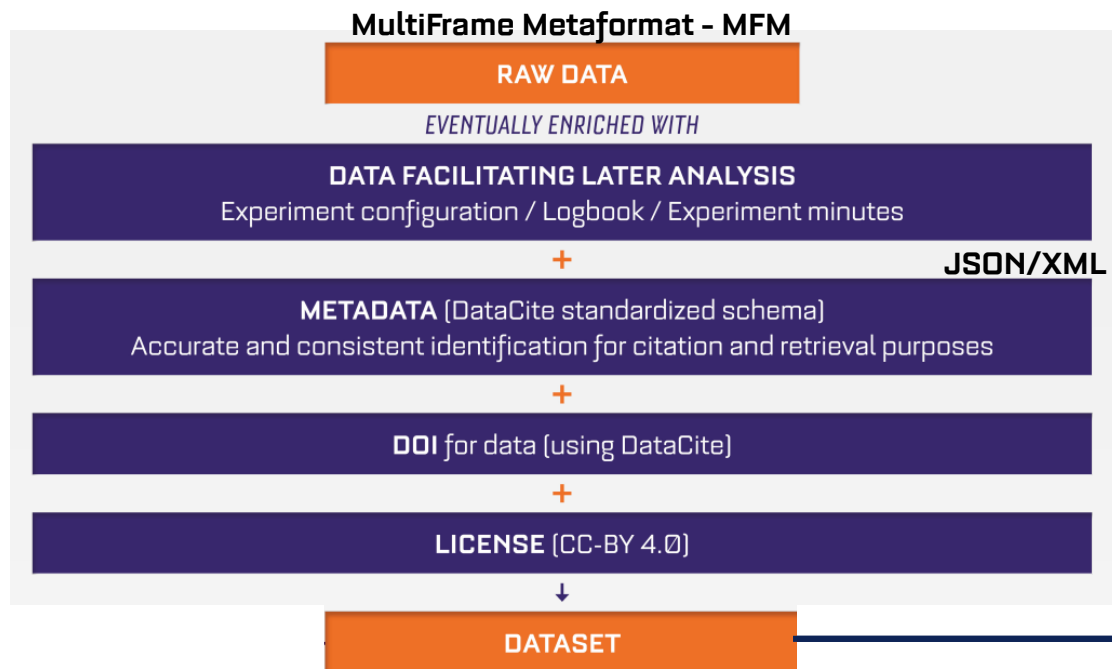 MultiFrame Metaformat - MFM
RAW DATA
EVENTUALLY ENRICHED WITH
DATA FACILITATING LATER ANALYSIS
Experiment configuration / Logbook / Experiment minutes
+
JSON/XML
METADATA (DataCite standardized schema)
Accurate and consistent identification for citation and retrieval purposes
+
DOI for data (using DataCite)
+
LICENSE (CC-BY 4.0)
↓
DATASET